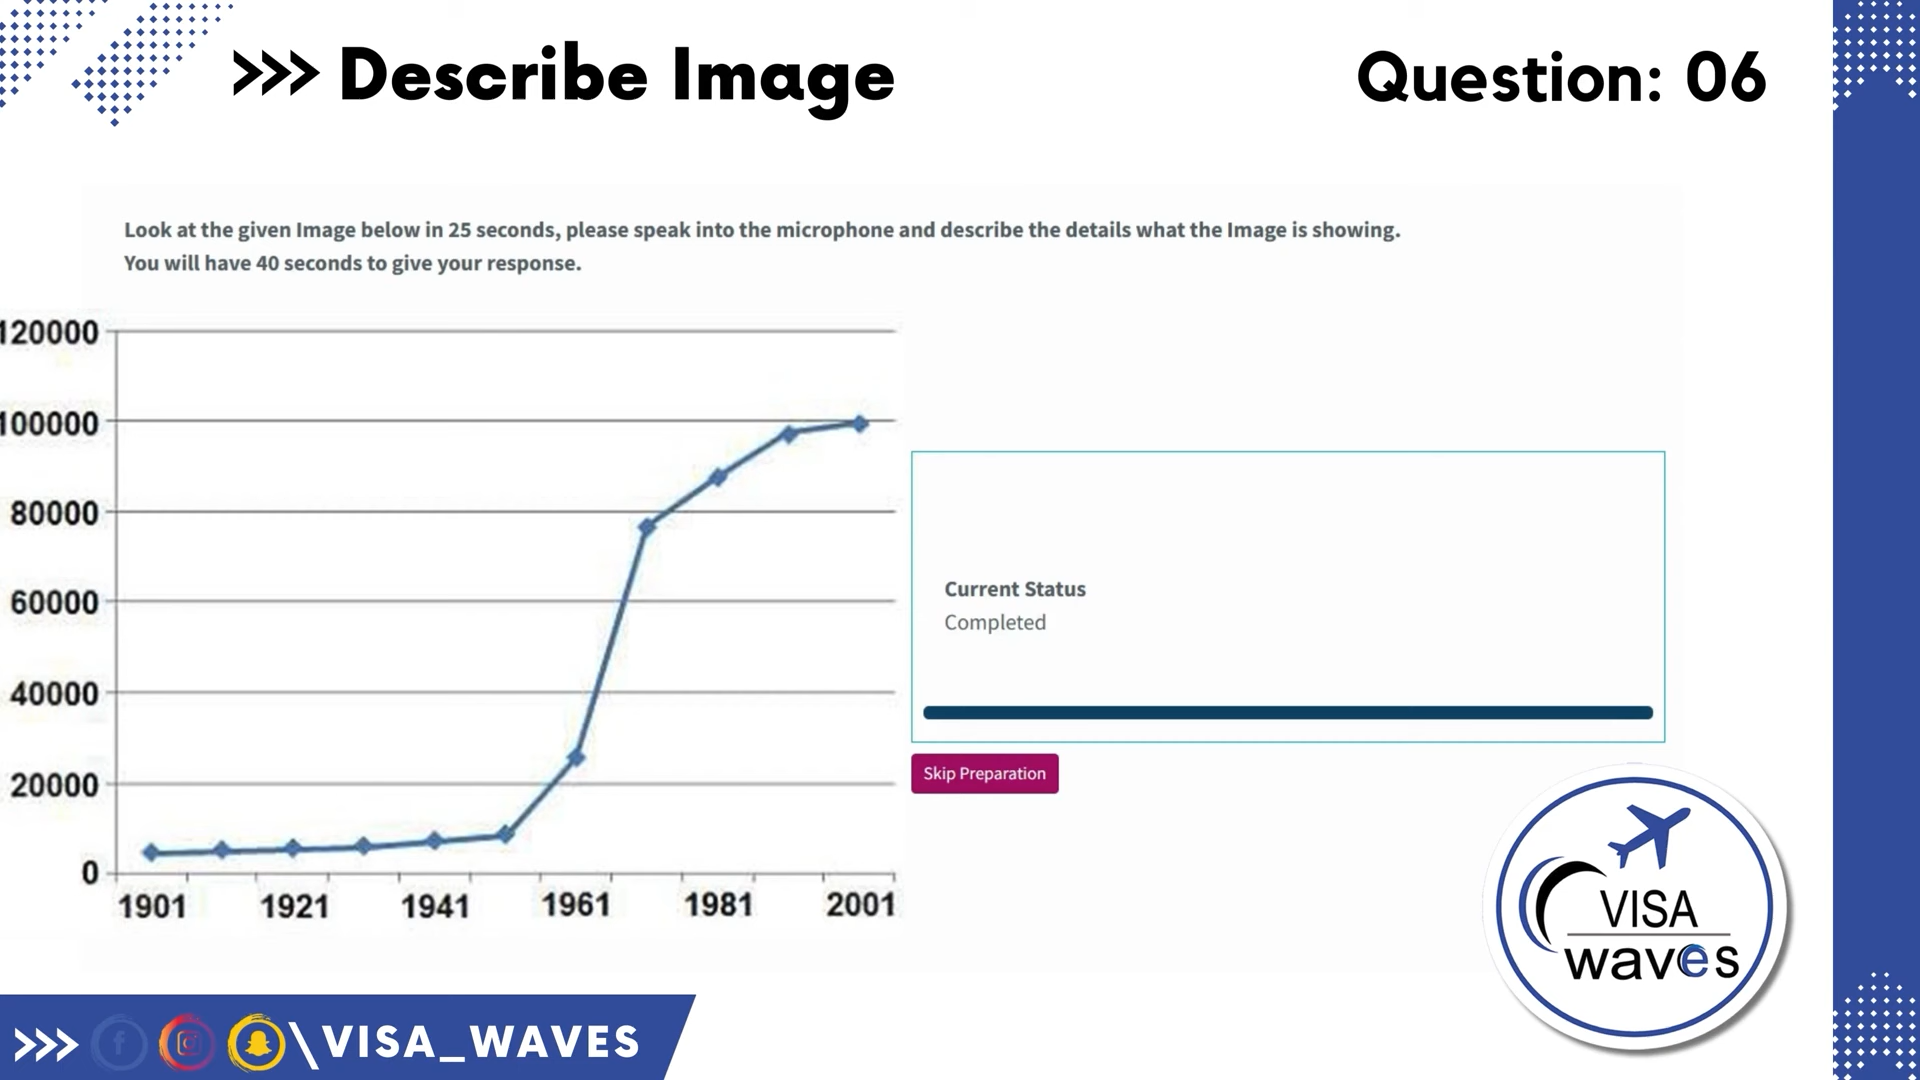 >>> Describe Image
Question: 06
Look at the given Image below in 25 seconds, please speak into the microphone and describe the details what the Image is showing.
You will have 40 seconds to give your response.
120000
100000
80000
60000
40000
20000
0
1901 1921 1941 1961 1981 2001
Current Status
Completed
Skip Preparation
VISA
waves
>>> f \VISA_WAVES